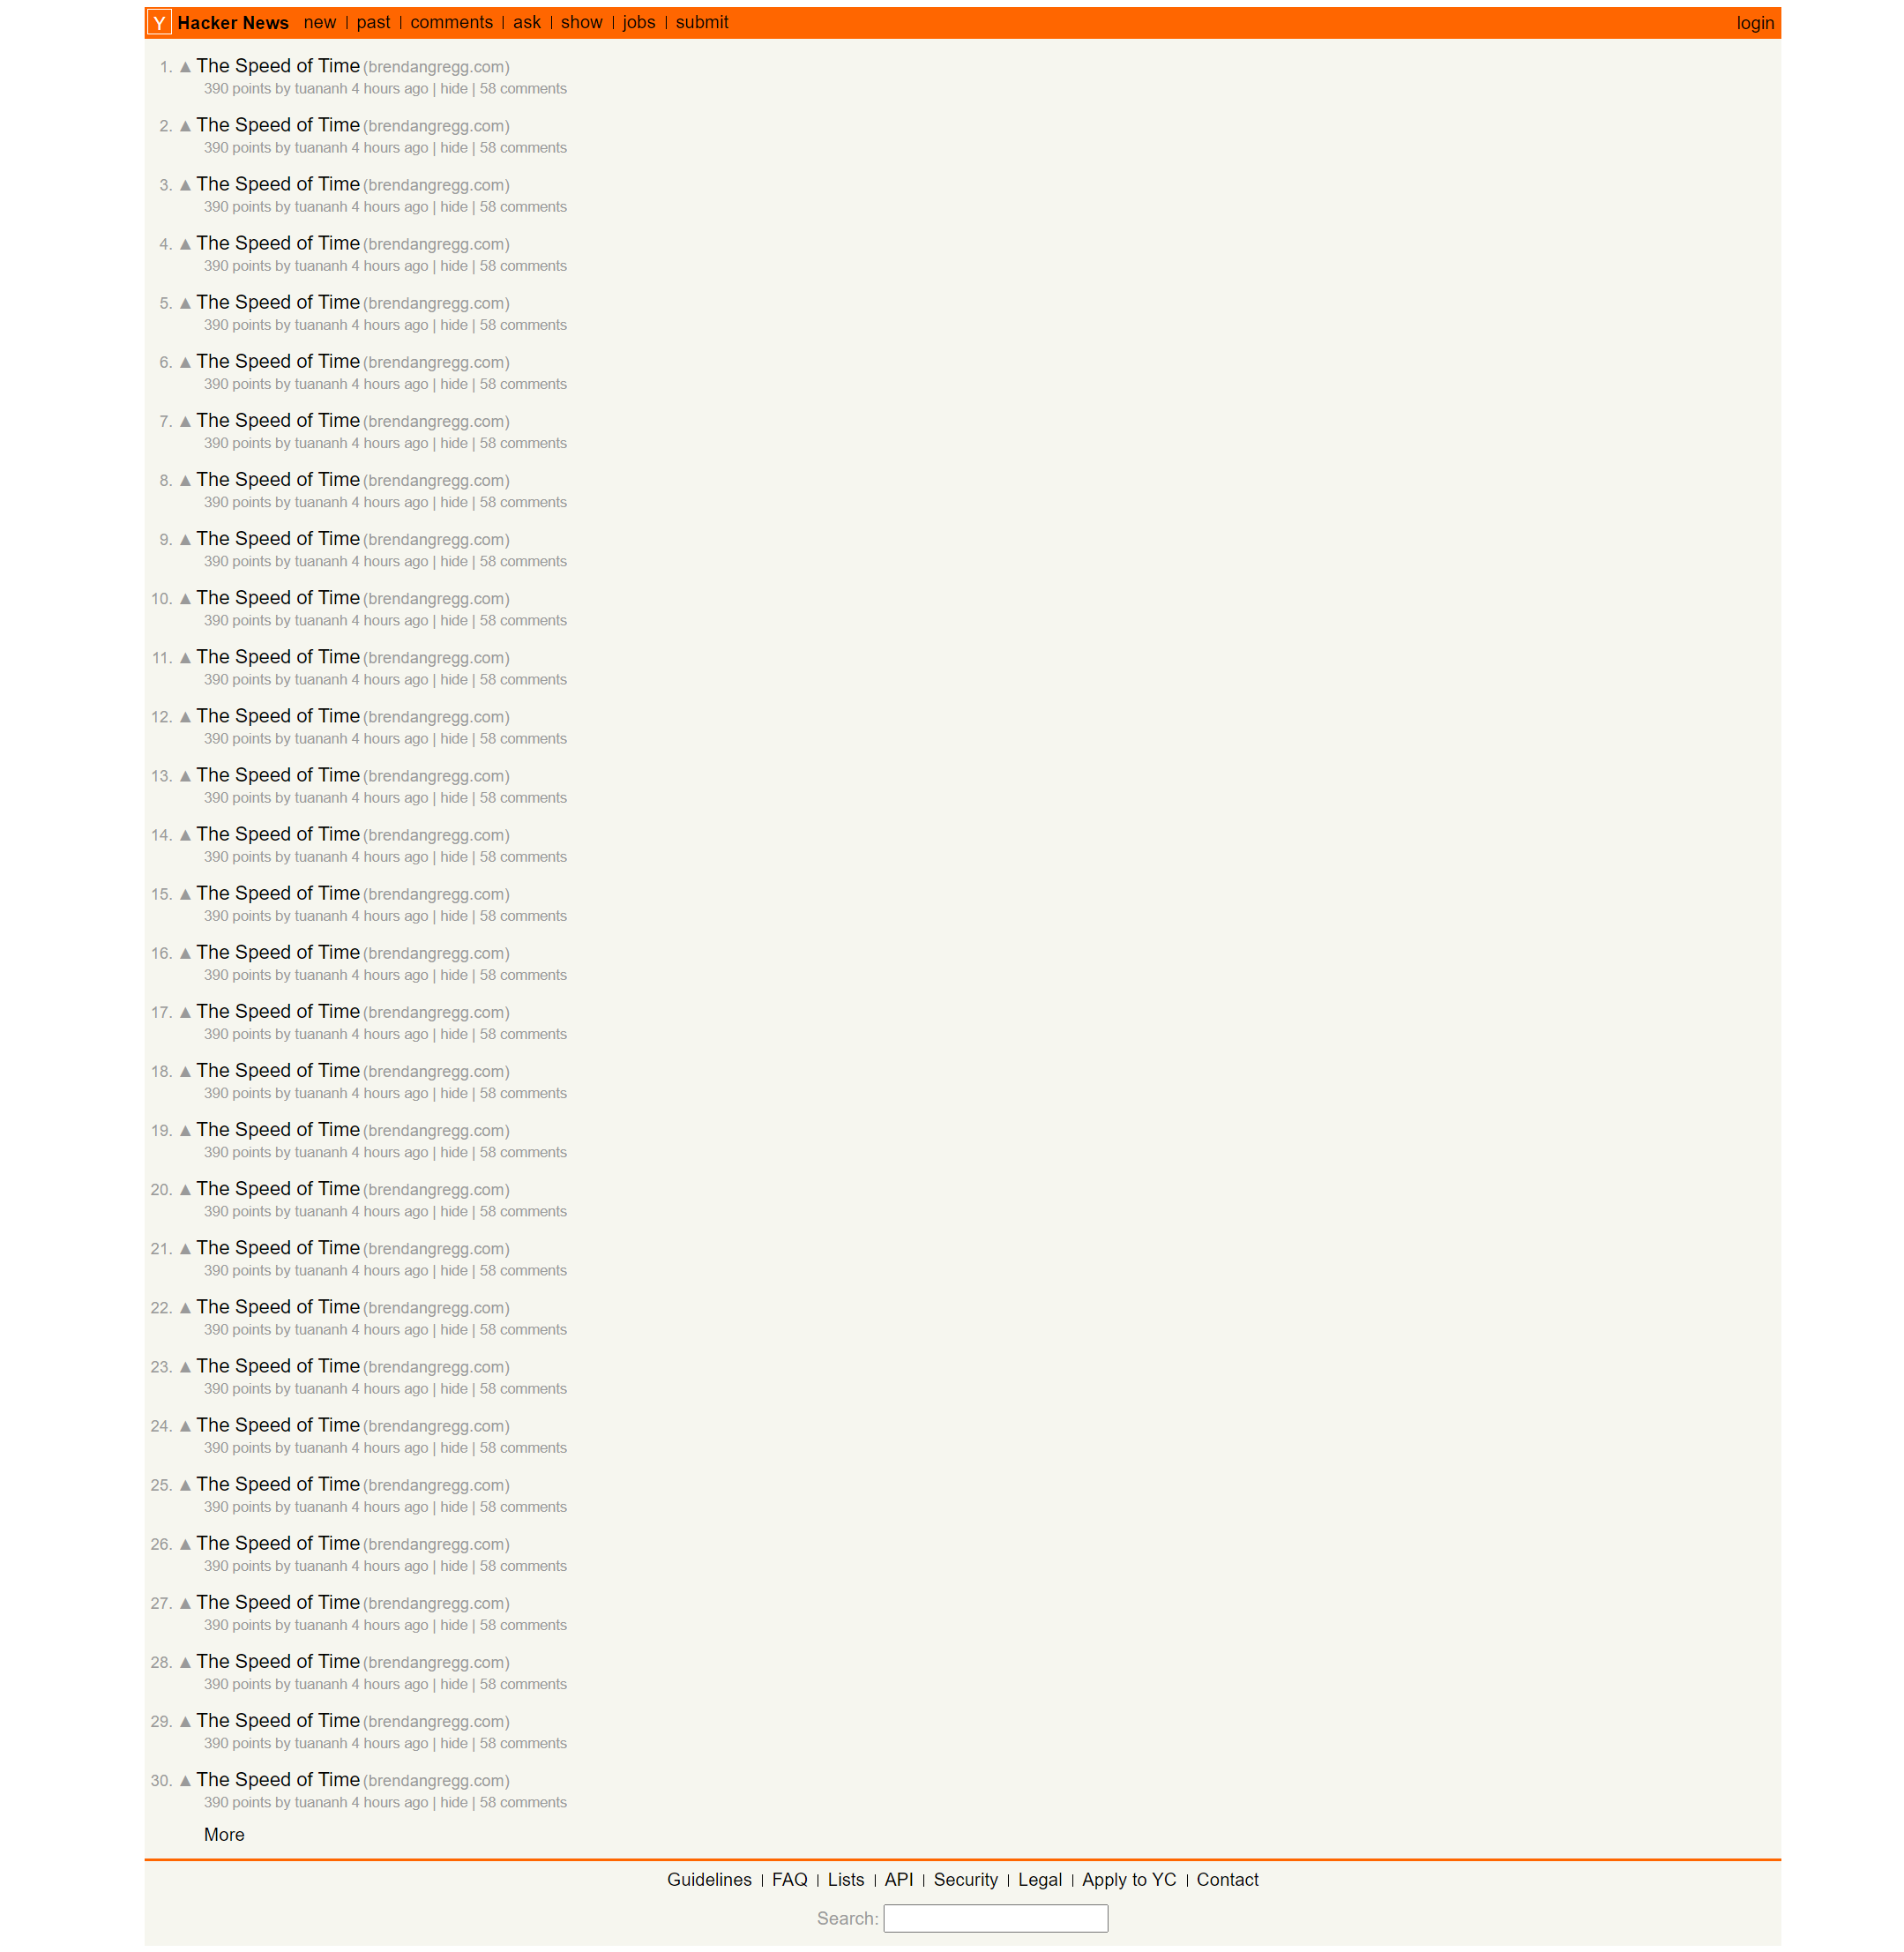 Y Hacker News new | past | comments | ask | show | jobs | submit login
1. ▲ The Speed of Time (brendangregg.com)
390 points by tuananh 4 hours ago | hide | 58 comments
2. ▲ The Speed of Time (brendangregg.com)
390 points by tuananh 4 hours ago | hide | 58 comments
3. ▲ The Speed of Time (brendangregg.com)
390 points by tuananh 4 hours ago | hide | 58 comments
4. ▲ The Speed of Time (brendangregg.com)
390 points by tuananh 4 hours ago | hide | 58 comments
5. ▲ The Speed of Time (brendangregg.com)
390 points by tuananh 4 hours ago | hide | 58 comments
6. ▲ The Speed of Time (brendangregg.com)
390 points by tuananh 4 hours ago | hide | 58 comments
7. ▲ The Speed of Time (brendangregg.com)
390 points by tuananh 4 hours ago | hide | 58 comments
8. ▲ The Speed of Time (brendangregg.com)
390 points by tuananh 4 hours ago | hide | 58 comments
9. ▲ The Speed of Time (brendangregg.com)
390 points by tuananh 4 hours ago | hide | 58 comments
10. ▲ The Speed of Time (brendangregg.com)
390 points by tuananh 4 hours ago | hide | 58 comments
11. ▲ The Speed of Time (brendangregg.com)
390 points by tuananh 4 hours ago | hide | 58 comments
12. ▲ The Speed of Time (brendangregg.com)
390 points by tuananh 4 hours ago | hide | 58 comments
13. ▲ The Speed of Time (brendangregg.com)
390 points by tuananh 4 hours ago | hide | 58 comments
14. ▲ The Speed of Time (brendangregg.com)
390 points by tuananh 4 hours ago | hide | 58 comments
15. ▲ The Speed of Time (brendangregg.com)
390 points by tuananh 4 hours ago | hide | 58 comments
16. ▲ The Speed of Time (brendangregg.com)
390 points by tuananh 4 hours ago | hide | 58 comments
17. ▲ The Speed of Time (brendangregg.com)
390 points by tuananh 4 hours ago | hide | 58 comments
18. ▲ The Speed of Time (brendangregg.com)
390 points by tuananh 4 hours ago | hide | 58 comments
19. ▲ The Speed of Time (brendangregg.com)
390 points by tuananh 4 hours ago | hide | 58 comments
20. ▲ The Speed of Time (brendangregg.com)
390 points by tuananh 4 hours ago | hide | 58 comments
21. ▲ The Speed of Time (brendangregg.com)
390 points by tuananh 4 hours ago | hide | 58 comments
22. ▲ The Speed of Time (brendangregg.com)
390 points by tuananh 4 hours ago | hide | 58 comments
23. ▲ The Speed of Time (brendangregg.com)
390 points by tuananh 4 hours ago | hide | 58 comments
24. ▲ The Speed of Time (brendangregg.com)
390 points by tuananh 4 hours ago | hide | 58 comments
25. ▲ The Speed of Time (brendangregg.com)
390 points by tuananh 4 hours ago | hide | 58 comments
26. ▲ The Speed of Time (brendangregg.com)
390 points by tuananh 4 hours ago | hide | 58 comments
27. ▲ The Speed of Time (brendangregg.com)
390 points by tuananh 4 hours ago | hide | 58 comments
28. ▲ The Speed of Time (brendangregg.com)
390 points by tuananh 4 hours ago | hide | 58 comments
29. ▲ The Speed of Time (brendangregg.com)
390 points by tuananh 4 hours ago | hide | 58 comments
30. ▲ The Speed of Time (brendangregg.com)
390 points by tuananh 4 hours ago | hide | 58 comments
More
Guidelines | FAQ | Lists | API | Security | Legal | Apply to YC | Contact
Search: